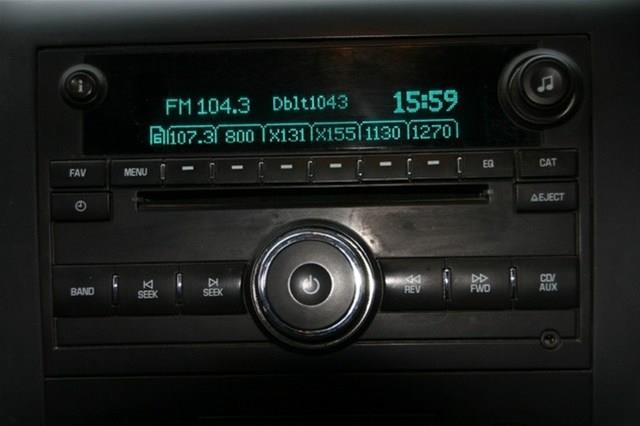 FM 104.3 Dblt1043 15:59
6 107.3 800 X131 X155 1130 1270
FAV MENU EQ CAT
EJECT
BAND SEEK SEEK REV FWD CD/
AUX